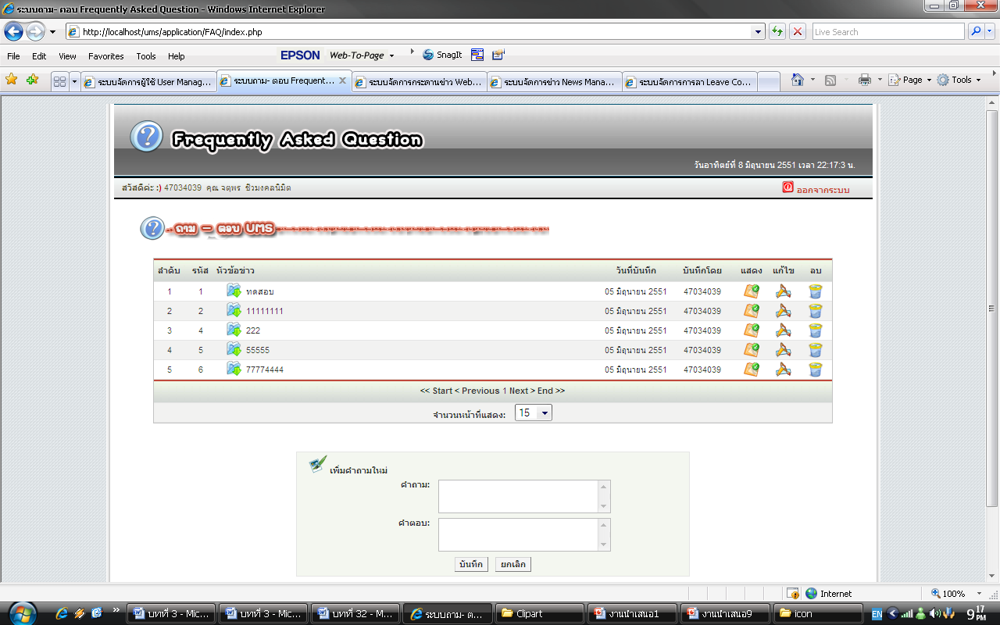 ระบบถาม- ตอบ Frequently Asked Question - Windows Internet Explorer
http://localhost/ums/application/FAQ/index.php
Live Search
File Edit View Favorites Tools Help
EPSON Web-To-Page SnagIt
ระบบจัดการผู้ใช้ User Manag... ระบบถาม- ตอบ Frequent... X ระบบจัดการกระดานข่าว Web... ระบบจัดการข่าว News Mana... ระบบจัดการการลา Leave Co...
Page Tools
Frequently Asked Question
วันอาทิตย์ที่ 8 มิถุนายน 2551 เวลา 22:17:3 น.
สวัสดีค่ะ :) 47034039 คุณ จตุพร ชิวมงคลนิมิต
ออกจากระบบ
ถาม - ตอบ UMS
ลำดับ รหัส หัวข้อข่าว วันที่บันทึก บันทึกโดย แสดง แก้ไข ลบ
1 1 ทดสอบ 05 มิถุนายน 2551 47034039
2 2 11111111 05 มิถุนายน 2551 47034039
3 4 222 05 มิถุนายน 2551 47034039
4 5 55555 05 มิถุนายน 2551 47034039
5 6 77774444 05 มิถุนายน 2551 47034039
<< Start < Previous 1 Next > End >>
จำนวนหน้าที่แสดง: 15
เพิ่มคำถามใหม่
คำถาม:
คำตอบ:
บันทึก ยกเลิก
Internet 100%
บทที่ 3 - Mic... บทที่ 3 - Mic... บทที่ 32 - M... ระบบถาม- ต... Clipart งานนำเสนอ1 งานนำเสนอ9 icon EN 9 17 PM